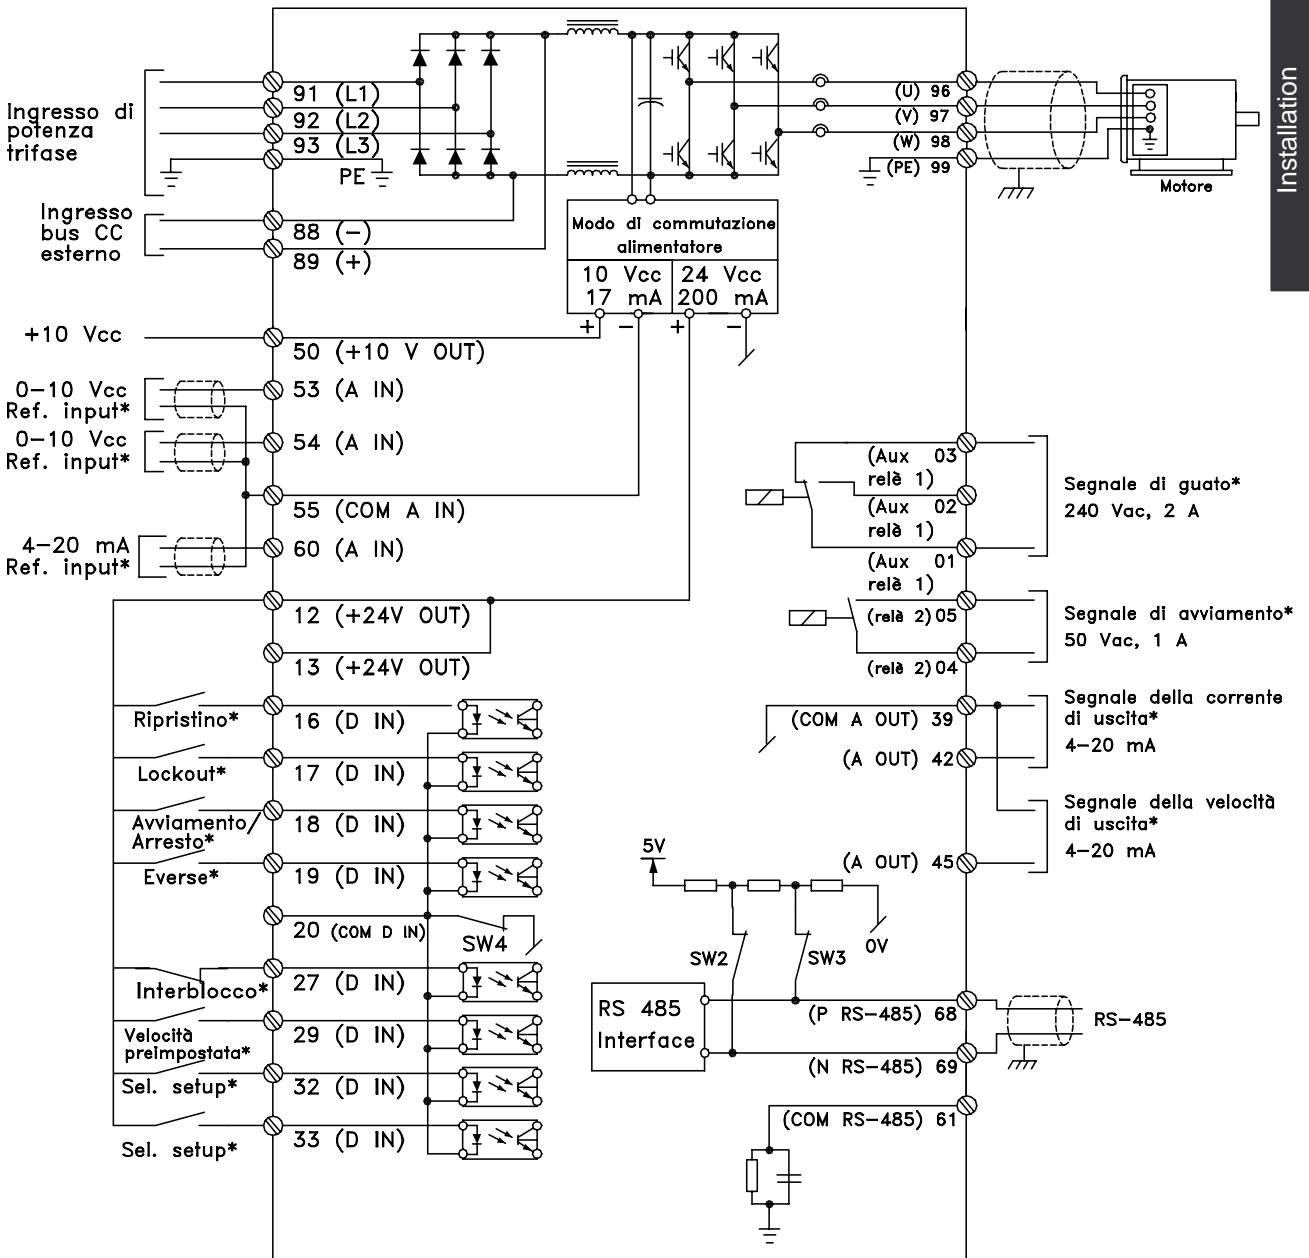 Installation
Ingresso di
potenza
trifase
91 (L1)
92 (L2)
93 (L3)
PE
Ingresso
bus CC
esterno
88 (−)
89 (+)
Modo di commutazione
alimentatore
10 Vcc
17 mA
24 Vcc
200 mA
+ − + −
(U) 96
(V) 97
(W) 98
(PE) 99
Motore
+10 Vcc
50 (+10 V OUT)
0−10 Vcc
Ref. input*
53 (A IN)
0−10 Vcc
Ref. input*
54 (A IN)
55 (COM A IN)
4−20 mA
Ref. input*
60 (A IN)
12 (+24V OUT)
13 (+24V OUT)
Ripristino*
16 (D IN)
Lockout*
17 (D IN)
Avviamento/
Arresto*
18 (D IN)
Everse*
19 (D IN)
20 (COM D IN)
SW4
Interblocco*
27 (D IN)
Velocità
preimpostata*
29 (D IN)
Sel. setup*
32 (D IN)
Sel. setup*
33 (D IN)
(Aux 03
relè 1)
(Aux 02
relè 1)
(Aux 01
relè 1)
Segnale di guato*
240 Vac, 2 A
(relè 2) 05
(relè 2) 04
Segnale di avviamento*
50 Vac, 1 A
(COM A OUT) 39
(A OUT) 42
Segnale della corrente
di uscita*
4−20 mA
(A OUT) 45
Segnale della velocità
di uscita*
4−20 mA
5V
0V
SW2
SW3
RS 485
Interface
(P RS−485) 68
(N RS−485) 69
RS−485
(COM RS−485) 61